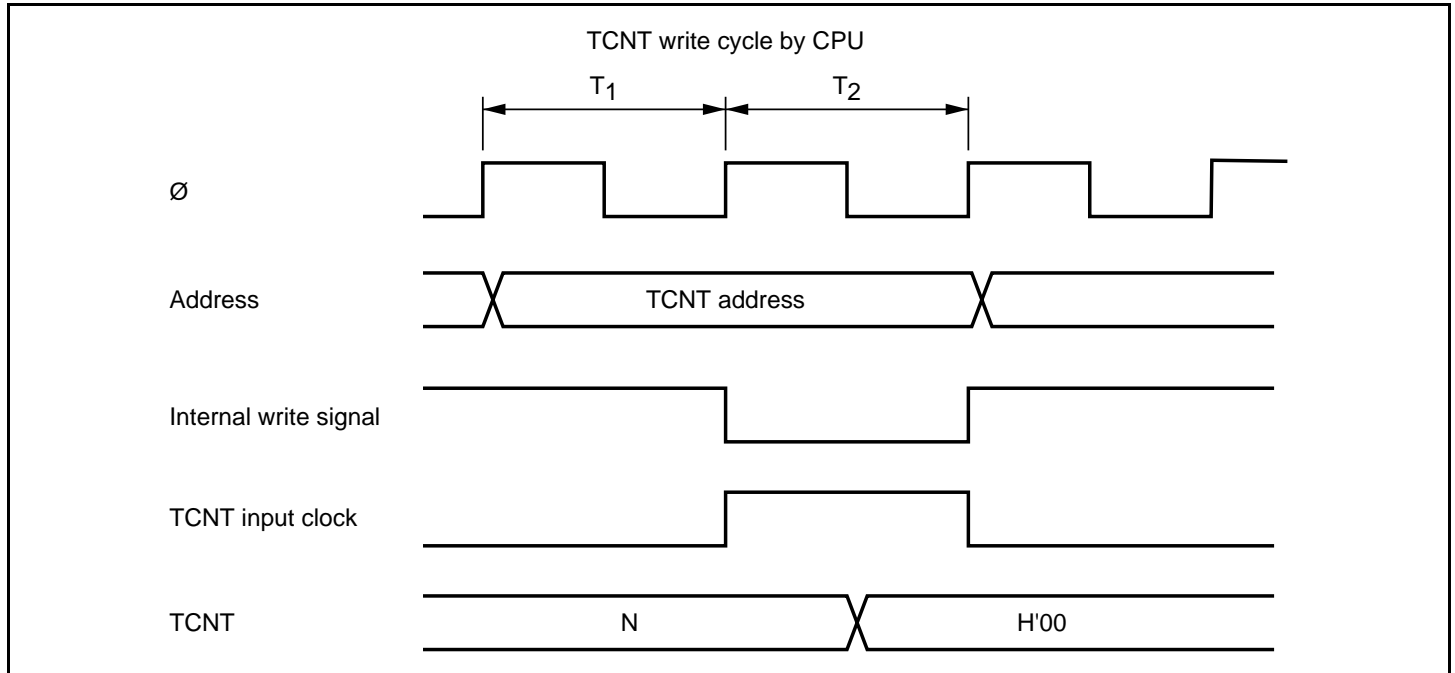 TCNT write cycle by CPU
T1 T2
Ø
Address TCNT address
Internal write signal
TCNT input clock
TCNT N H'00